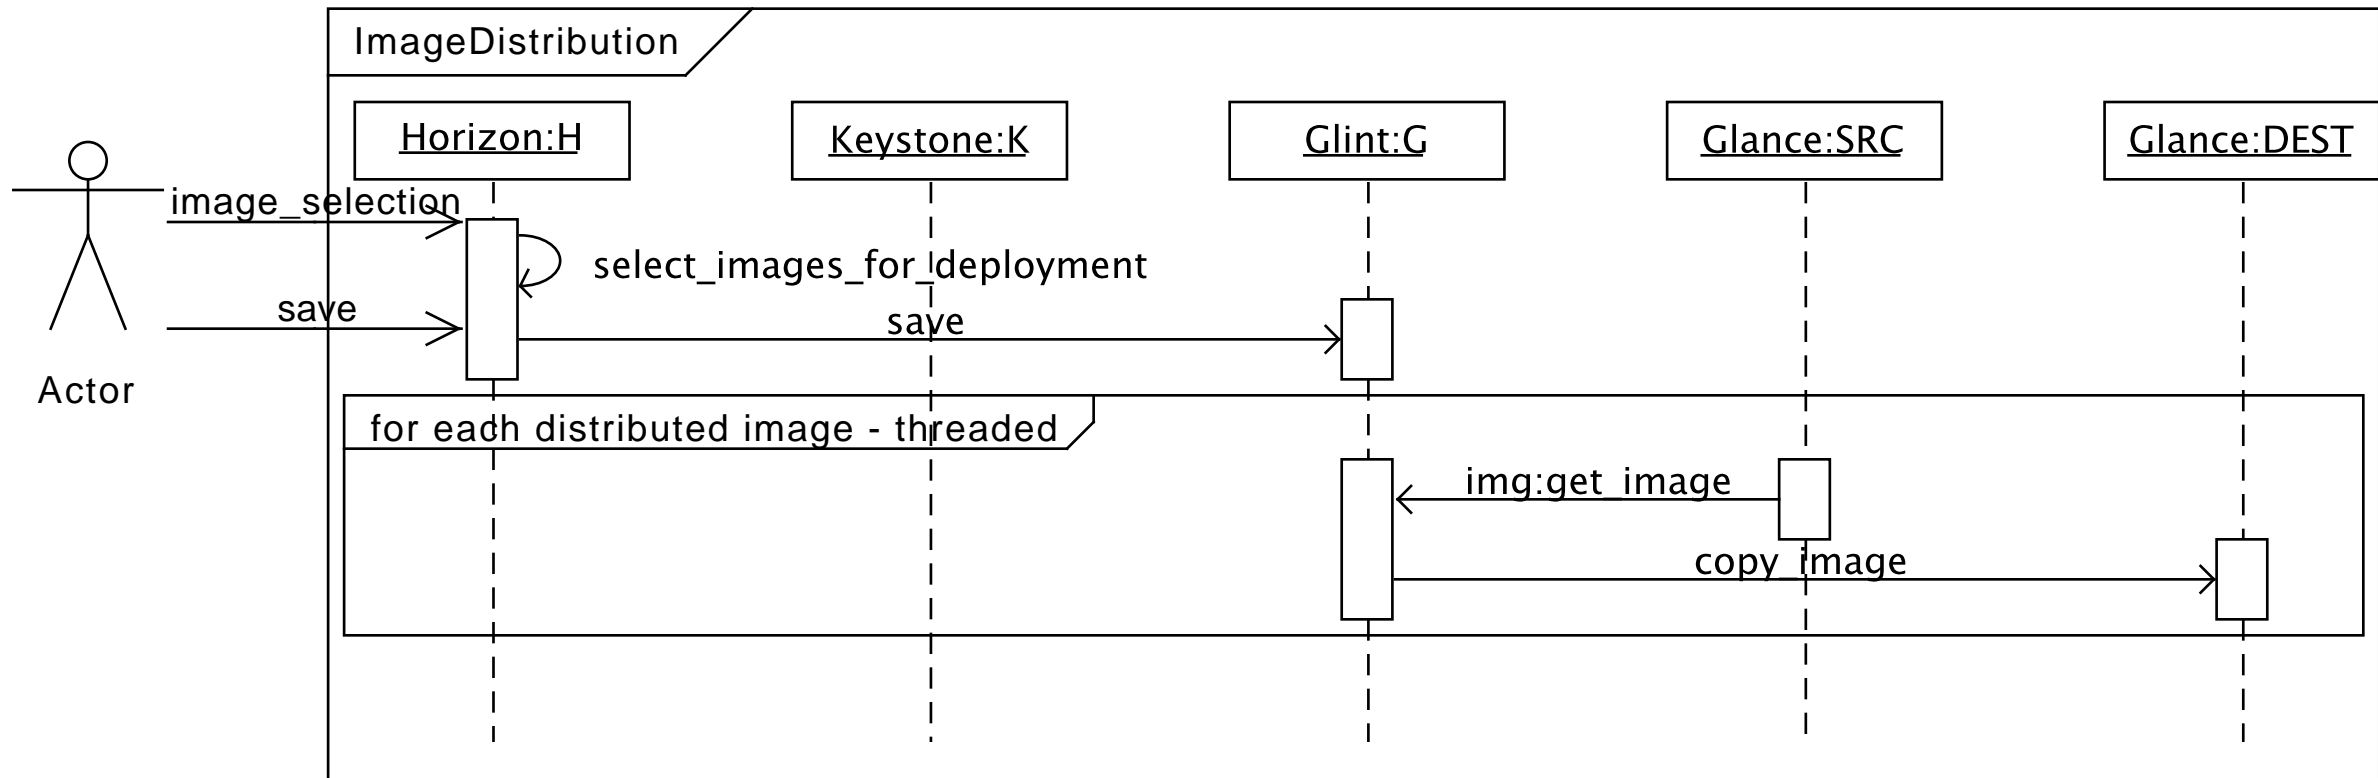 ImageDistribution
Horizon:H
Keystone:K
Glint:G
Glance:SRC
Glance:DEST
image_selection
select_images_for_deployment
save
save
Actor
for each distributed image - threaded
img:get_image
copy_image